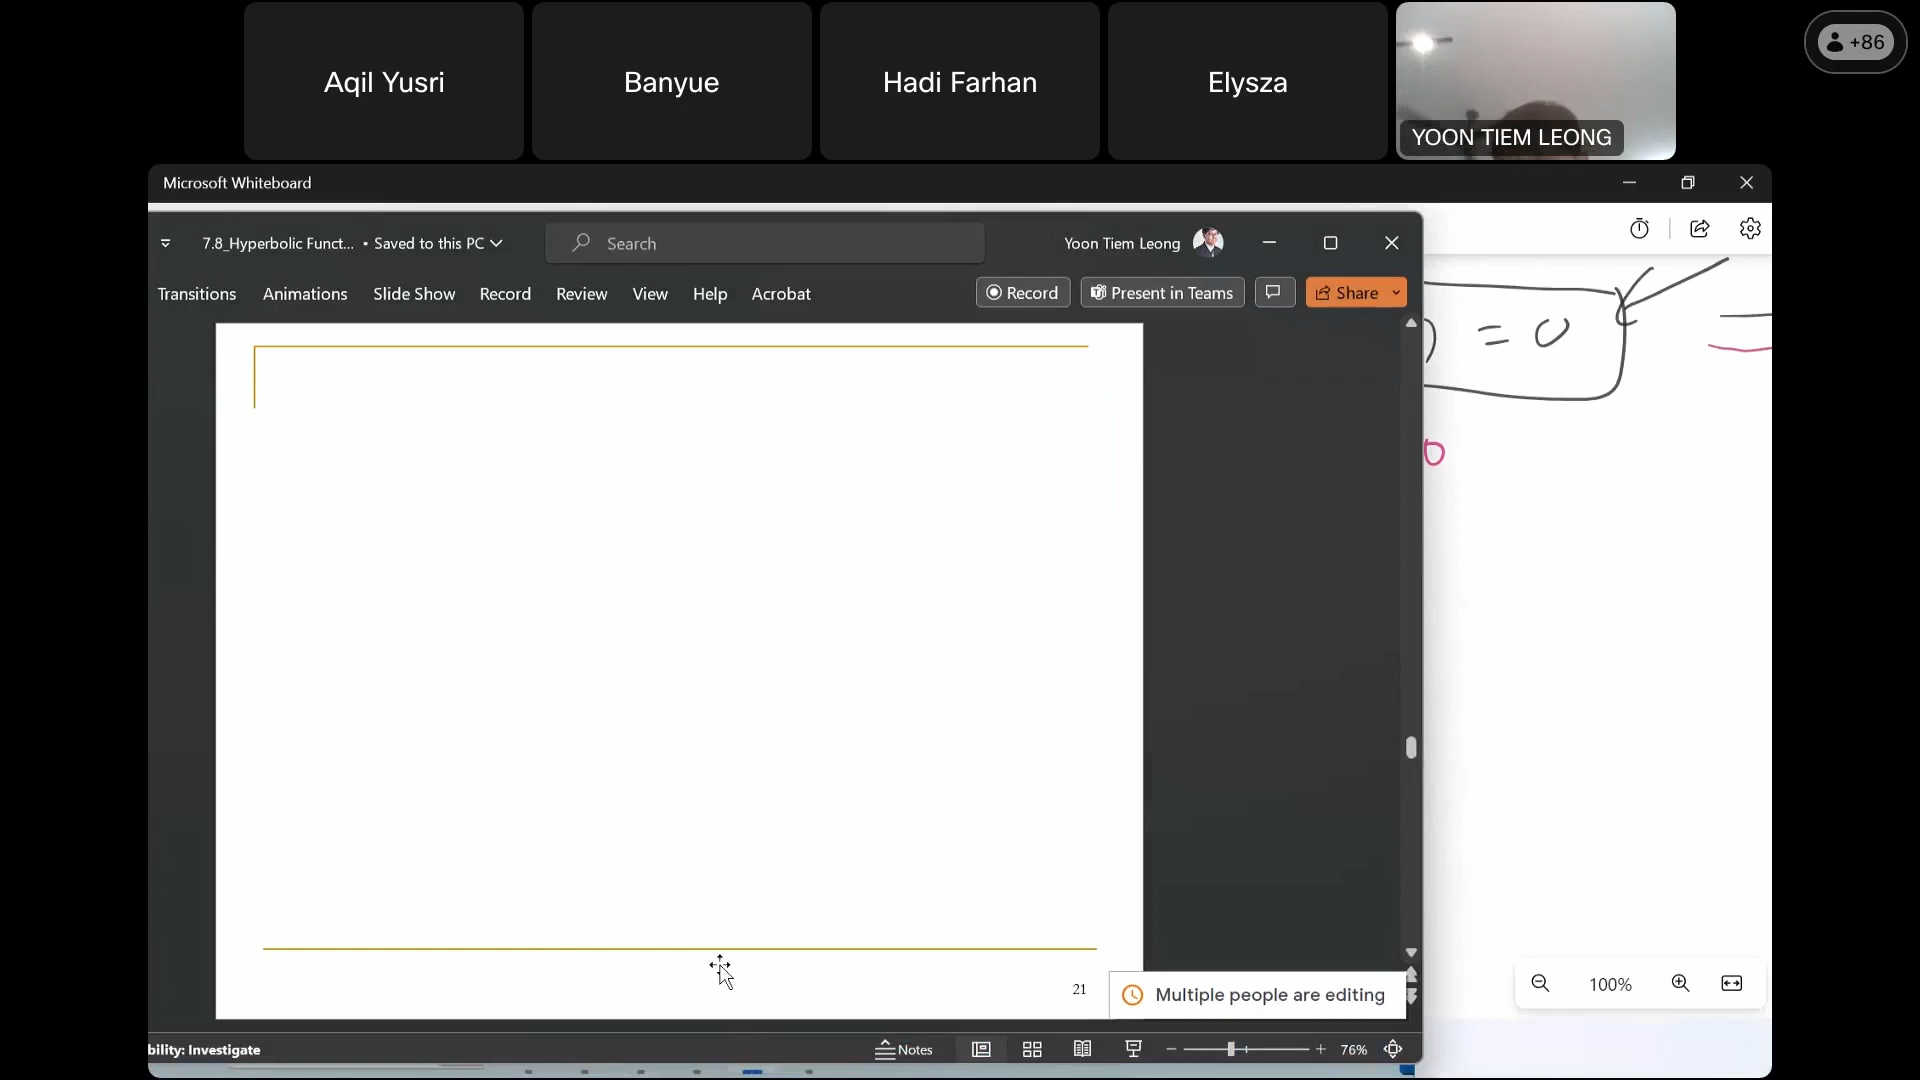 Aqil Yusri
Banyue
Hadi Farhan
Elysza
YOON TIEM LEONG
+86
Microsoft Whiteboard
7.8_Hyperbolic Funct... • Saved to this PC
Search
Yoon Tiem Leong
Transitions
Animations
Slide Show
Record
Review
View
Help
Acrobat
Record
Present in Teams
Share
) = 0
0
21
Multiple people are editing
100%
bility: Investigate
Notes
76%